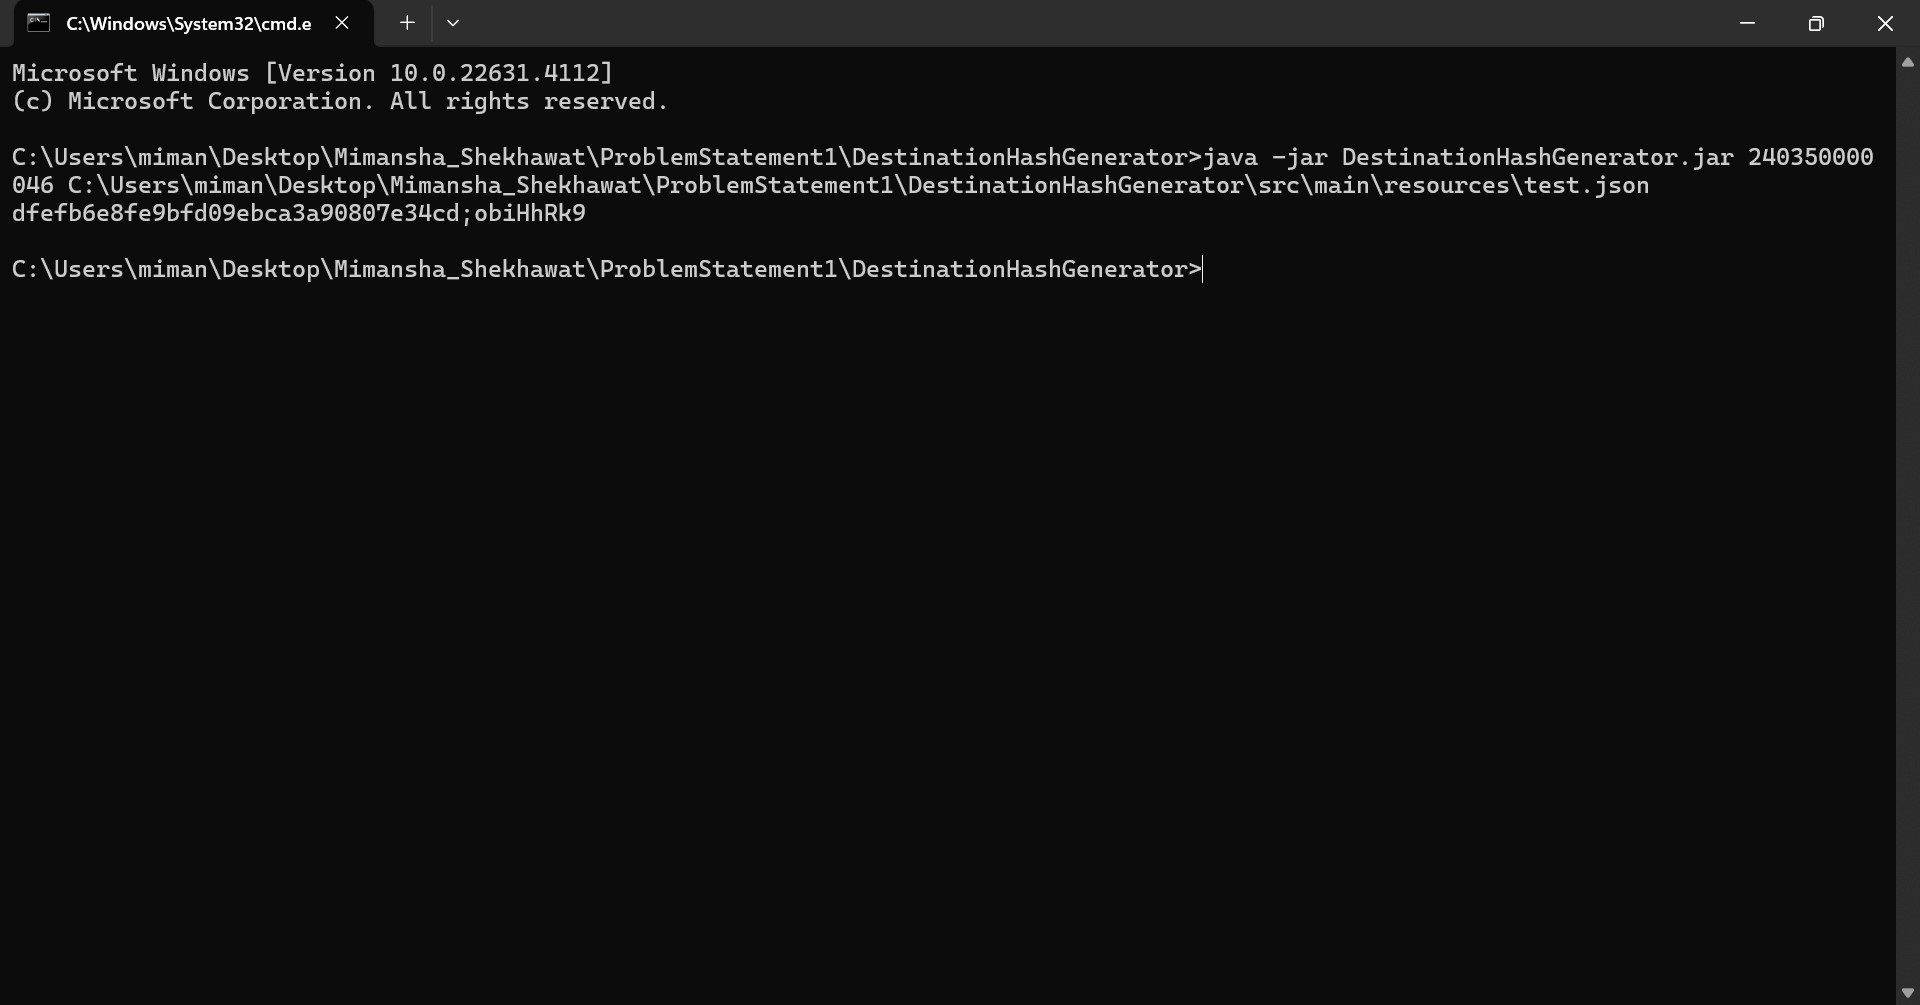 C:\Windows\System32\cmd.e
Microsoft Windows [Version 10.0.22631.4112]
(c) Microsoft Corporation. All rights reserved.
C:\Users\miman\Desktop\Mimansha_Shekhawat\ProblemStatement1\DestinationHashGenerator>java -jar DestinationHashGenerator.jar 240350000
046 C:\Users\miman\Desktop\Mimansha_Shekhawat\ProblemStatement1\DestinationHashGenerator\src\main\resources\test.json
dfefb6e8fe9bfd09ebca3a90807e34cd;obiHhRk9
C:\Users\miman\Desktop\Mimansha_Shekhawat\ProblemStatement1\DestinationHashGenerator>